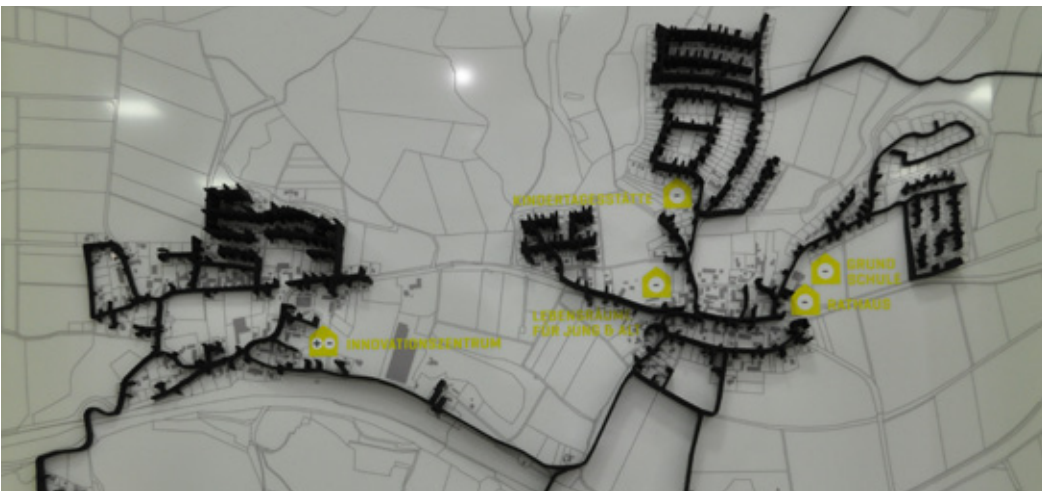 KINDERTAGESSTÄTTE
GRUND
SCHULE
RATHAUS
LEBENSRÄUME
FÜR JUNG & ALT
INNOVATIONSZENTRUM